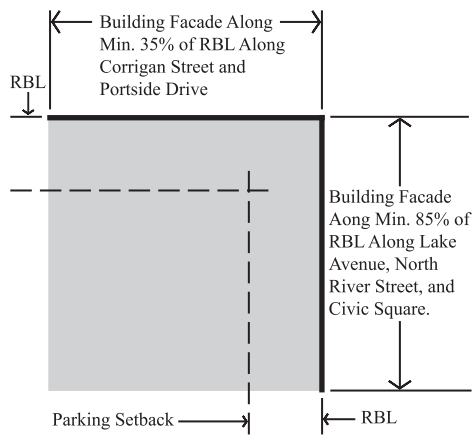 Building Facade Along
Min. 35% of RBL Along
Corrigan Street and
Portside Drive
RBL
Building Facade
Aong Min. 85% of
RBL Along Lake
Avenue, North
River Street, and
Civic Square.
Parking Setback
RBL